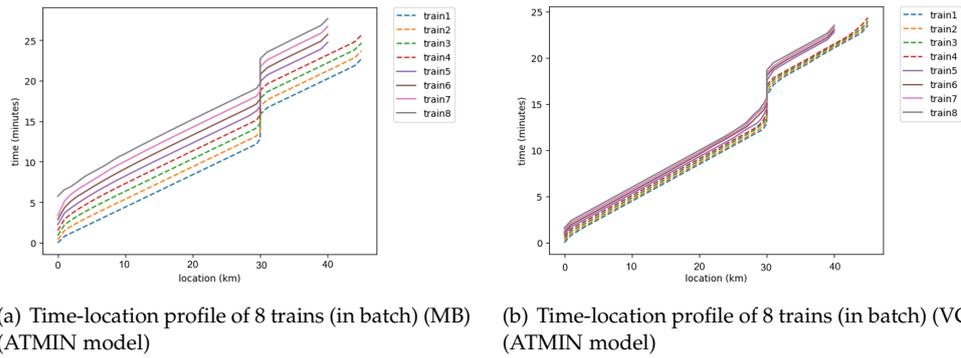 train1
train2
train3
train4
train5
train6
train7
train8
25
20
15
10
5
0
time (minutes)
0 10 20 30 40
location (km)
train1
train2
train3
train4
train5
train6
train7
train8
25
20
15
10
5
0
time (minutes)
0 10 20 30 40
location (km)
a) Time-location profile of 8 trains (in batch) (MB)
(ATMIN model)
(b) Time-location profile of 8 trains (in batch) (VC
(ATMIN model)